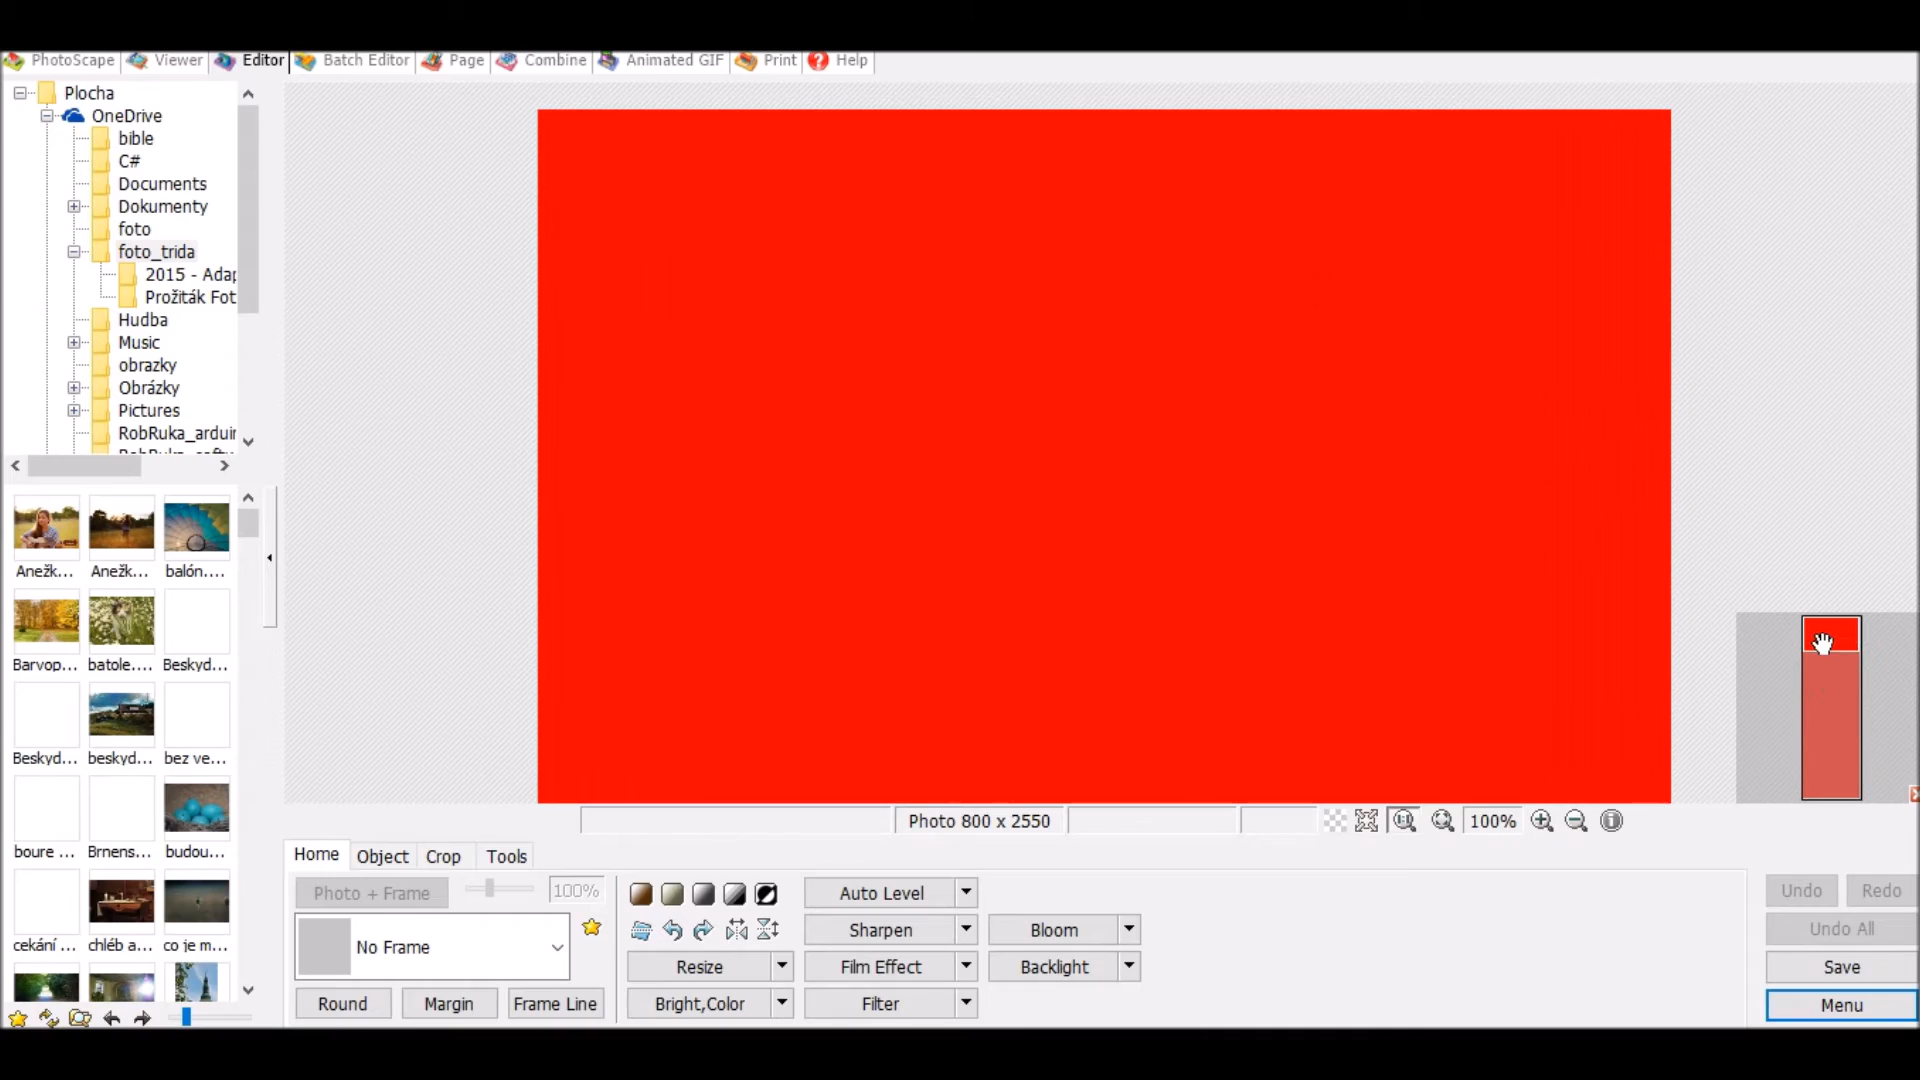 PhotoScape Viewer Editor Batch Editor Page Combine Animated GIF Print Help
Plocha
OneDrive
bible
C#
Documents
Dokumenty
foto
foto_trida
2015 - Adap
Prožiták Fot
Hudba
Music
obrazky
Obrázky
Pictures
RobRuka_arduin
Anežk... Anežk... balón....
Barvop... batole.... Beskyd...
Beskyd... beskyd... bez ve...
boure ... Brnens... budou...
cekání ... chléb a... co je m...
Photo 800 x 2550 100%
Home Object Crop Tools
Photo + Frame 100% Auto Level Undo Redo
No Frame Sharpen Bloom Undo All
Resize Film Effect Backlight Save
Round Margin Frame Line Bright,Color Filter Menu